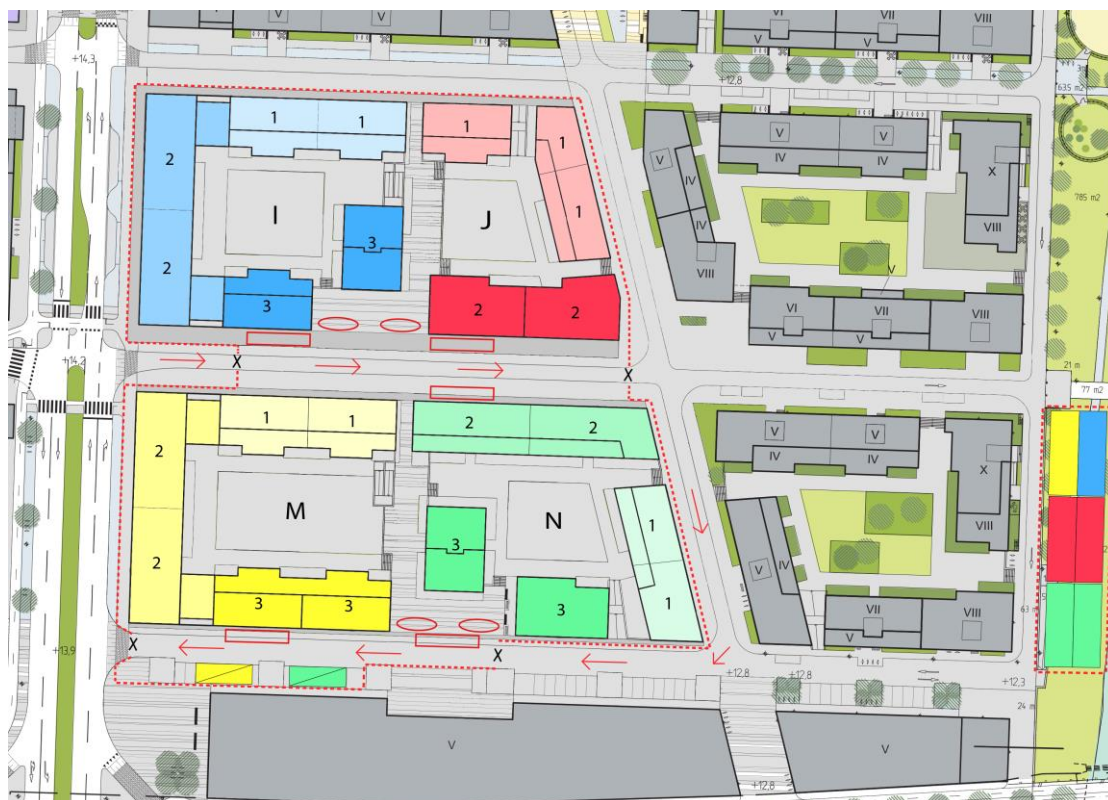 V
V
VI
VII
VIII
V
+14,3
+12,8
635 m2
1
1
1
1
2
V
V
IV
IV
IV
X
VIII
785 m2
I
J
1
2
3
V
VIII
3
2
2
VI
VII
VIII
V
V
+14,2
X
X
21 m
77 m2
1
1
2
2
2
V
V
IV
IV
X
VIII
M
N
3
1
2
V
IV
3
3
3
1
VII
VIII
V
63 m
X
X
+13,9
+12,8
+12,8
+12,3
24 m
V
V
+12,8